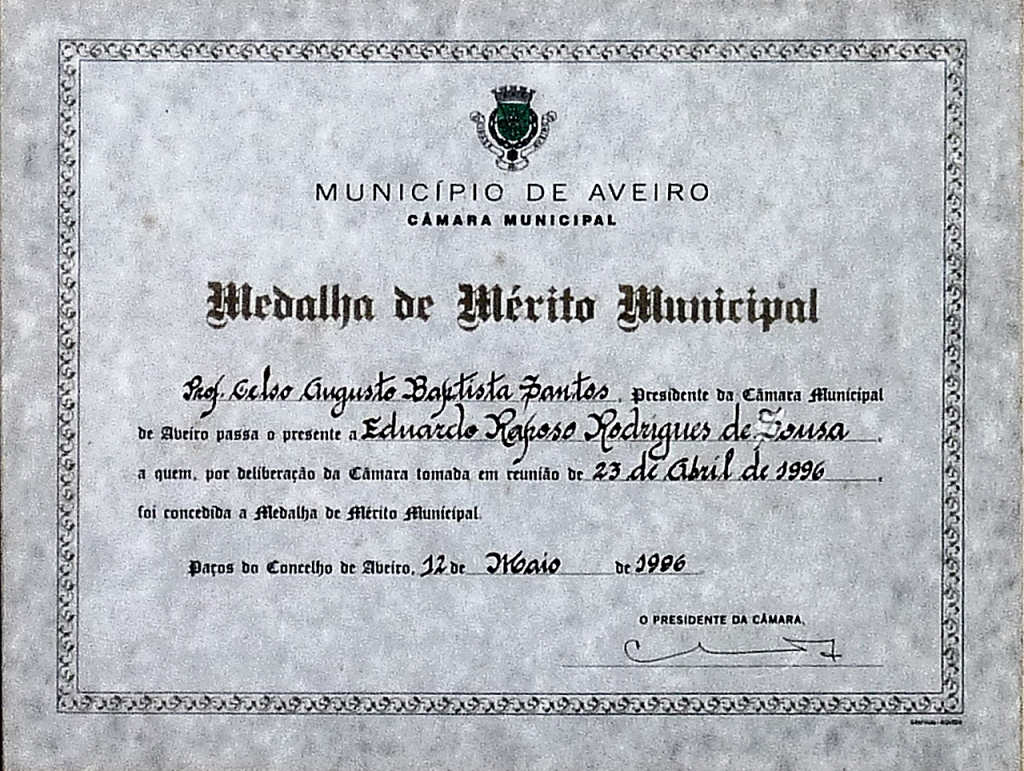 MUNICÍPIO DE AVEIRO
CÂMARA MUNICIPAL
Medalha de Mérito Municipal
Prof. Celso Augusto Baptista Santos, Presidente da Câmara Municipal
de Aveiro passa o presente a Eduardo Raposo Rodrigues de Sousa,
a quem, por deliberação da Câmara tomada em reunião de 23 de Abril de 1996,
foi concedida a Medalha de Mérito Municipal.
Paços do Concelho de Aveiro, 12 de Maio de 1996
O PRESIDENTE DA CÂMARA,